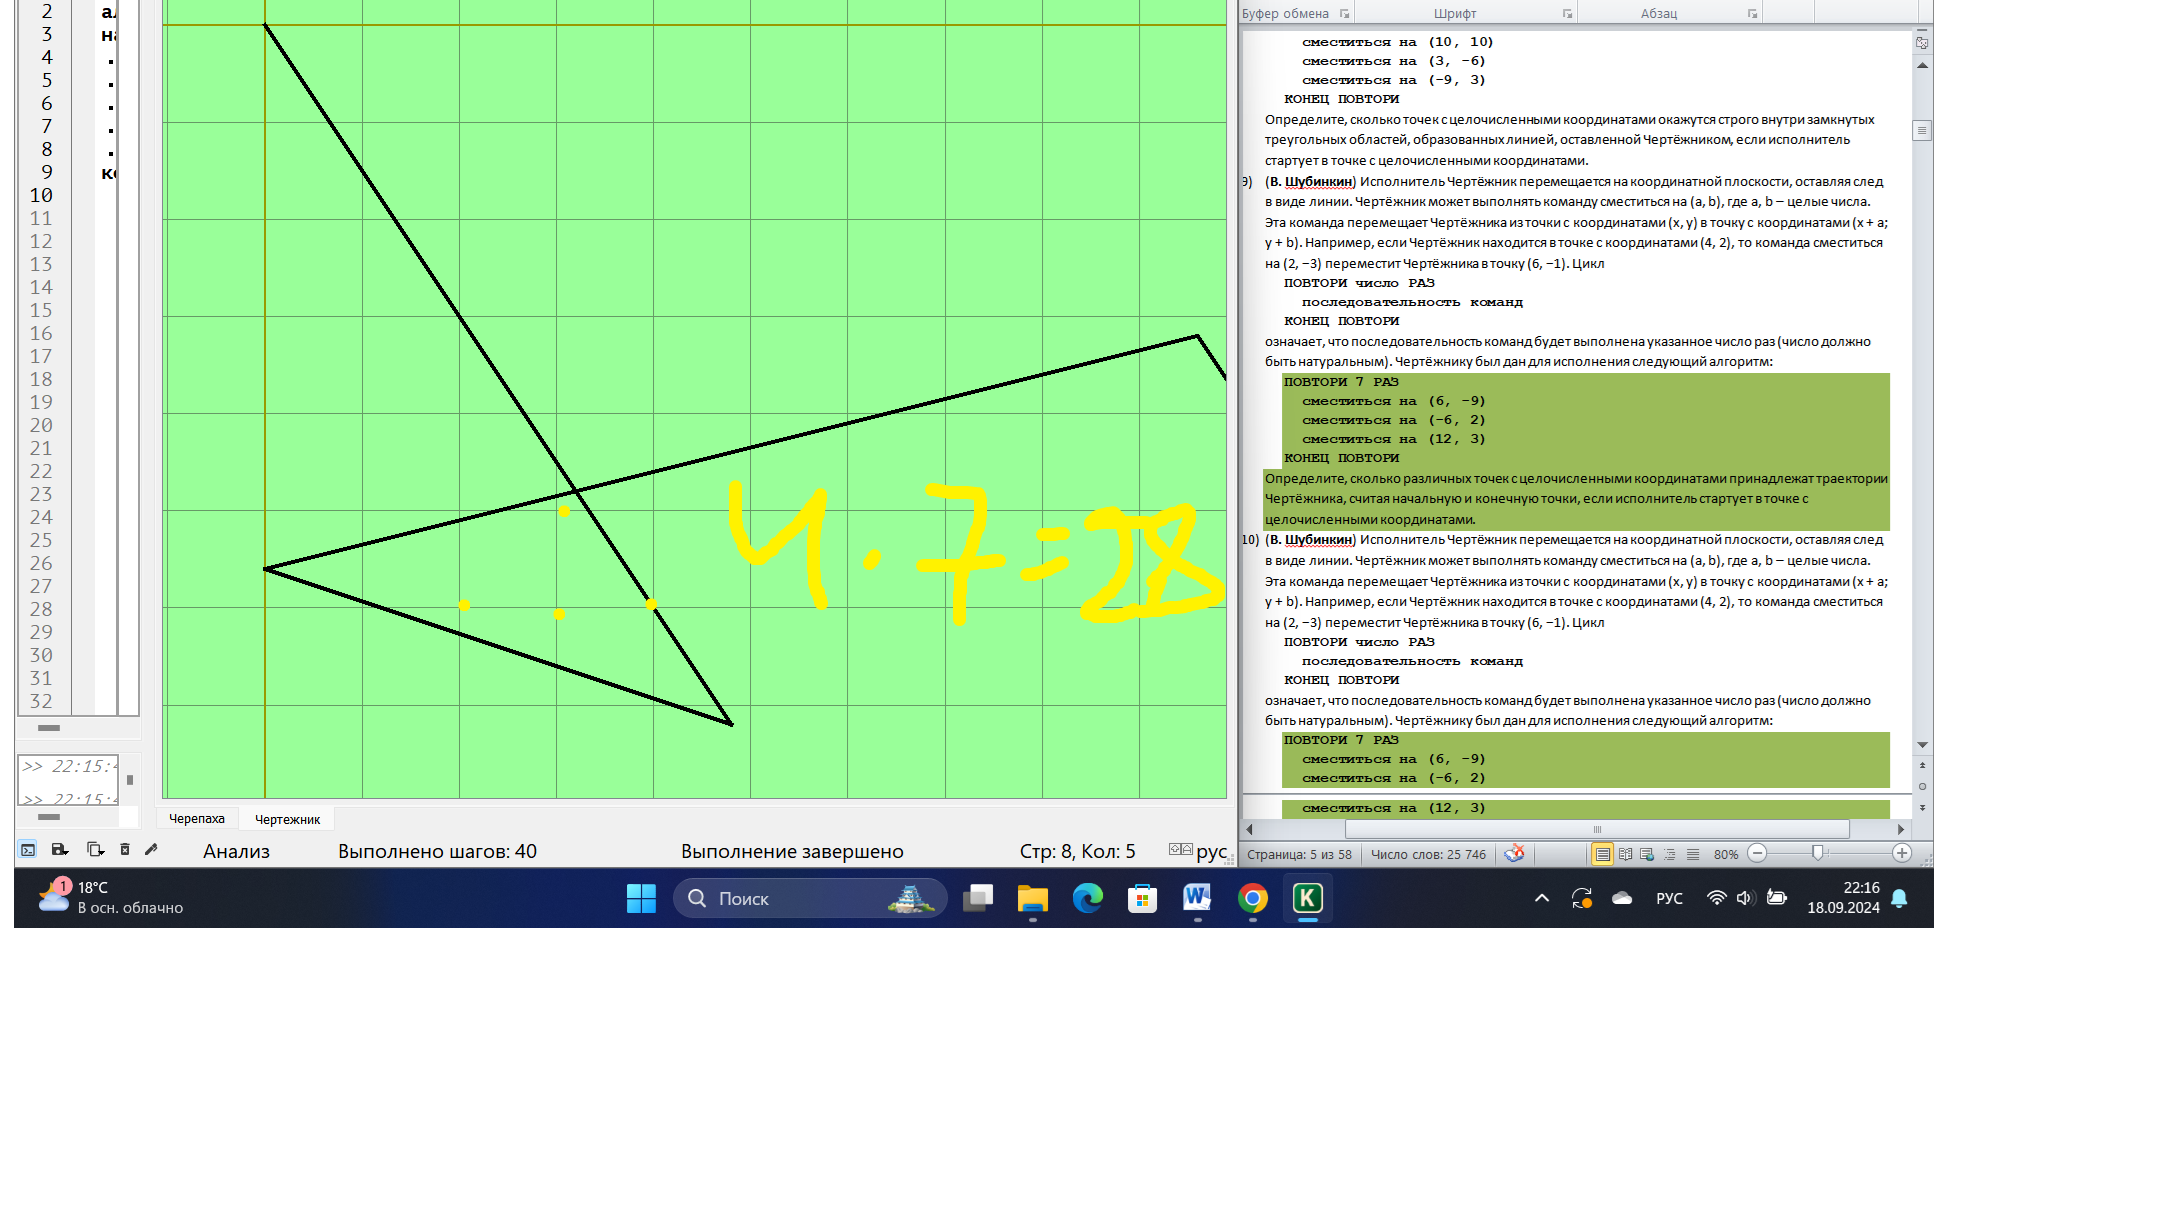 2
3
4
5
6
7
8
9
10
11
12
13
14
15
16
17
18
19
20
21
22
23
24
25
26
27
28
29
30
31
32
>> 22:15:4
>> 22:15:4
4 · 7 = 28
Черепаха Чертежник
Анализ Выполнено шагов: 40 Выполнение завершено Стр: 8, Кол: 5 рус
Буфер обмена Шрифт Абзац
сместиться на (10, 10)
сместиться на (3, −6)
сместиться на (−9, 3)
КОНЕЦ ПОВТОРИ
Определите, сколько точек с целочисленными координатами окажутся строго внутри замкнутых
треугольных областей, образованных линией, оставленной Чертёжником, если исполнитель
стартует в точке с целочисленными координатами.
9) (В. Шубинкин) Исполнитель Чертёжник перемещается на координатной плоскости, оставляя след
в виде линии. Чертёжник может выполнять команду сместиться на (a, b), где a, b – целые числа.
Эта команда перемещает Чертёжника из точки с координатами (x, y) в точку с координатами (x + a;
y + b). Например, если Чертёжник находится в точке с координатами (4, 2), то команда сместиться
на (2, −3) переместит Чертёжника в точку (6, −1). Цикл
ПОВТОРИ число РАЗ
последовательность команд
КОНЕЦ ПОВТОРИ
означает, что последовательность команд будет выполнена указанное число раз (число должно
быть натуральным). Чертёжнику был дан для исполнения следующий алгоритм:
ПОВТОРИ 7 РАЗ
сместиться на (6, −9)
сместиться на (−6, 2)
сместиться на (12, 3)
КОНЕЦ ПОВТОРИ
Определите, сколько различных точек с целочисленными координатами принадлежат траектории
Чертёжника, считая начальную и конечную точки, если исполнитель стартует в точке с
целочисленными координатами.
10) (В. Шубинкин) Исполнитель Чертёжник перемещается на координатной плоскости, оставляя след
в виде линии. Чертёжник может выполнять команду сместиться на (a, b), где a, b – целые числа.
Эта команда перемещает Чертёжника из точки с координатами (x, y) в точку с координатами (x + a;
y + b). Например, если Чертёжник находится в точке с координатами (4, 2), то команда сместиться
на (2, −3) переместит Чертёжника в точку (6, −1). Цикл
ПОВТОРИ число РАЗ
последовательность команд
КОНЕЦ ПОВТОРИ
означает, что последовательность команд будет выполнена указанное число раз (число должно
быть натуральным). Чертёжнику был дан для исполнения следующий алгоритм:
ПОВТОРИ 7 РАЗ
сместиться на (6, −9)
сместиться на (−6, 2)
сместиться на (12, 3)
Страница: 5 из 58 Число слов: 25 746 80%
1 18°C
В осн. облачно
Поиск
РУС
22:16
18.09.2024